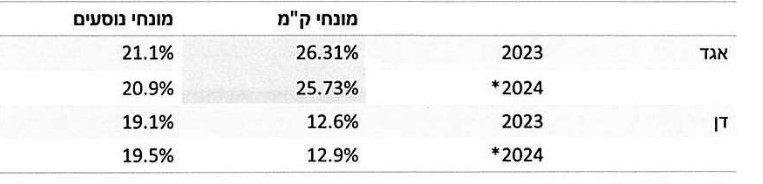 מונחי ק"מ מונחי נוסעים
אגד 2023 26.31% 21.1%
2024* 25.73% 20.9%
דן 2023 12.6% 19.1%
2024* 12.9% 19.5%